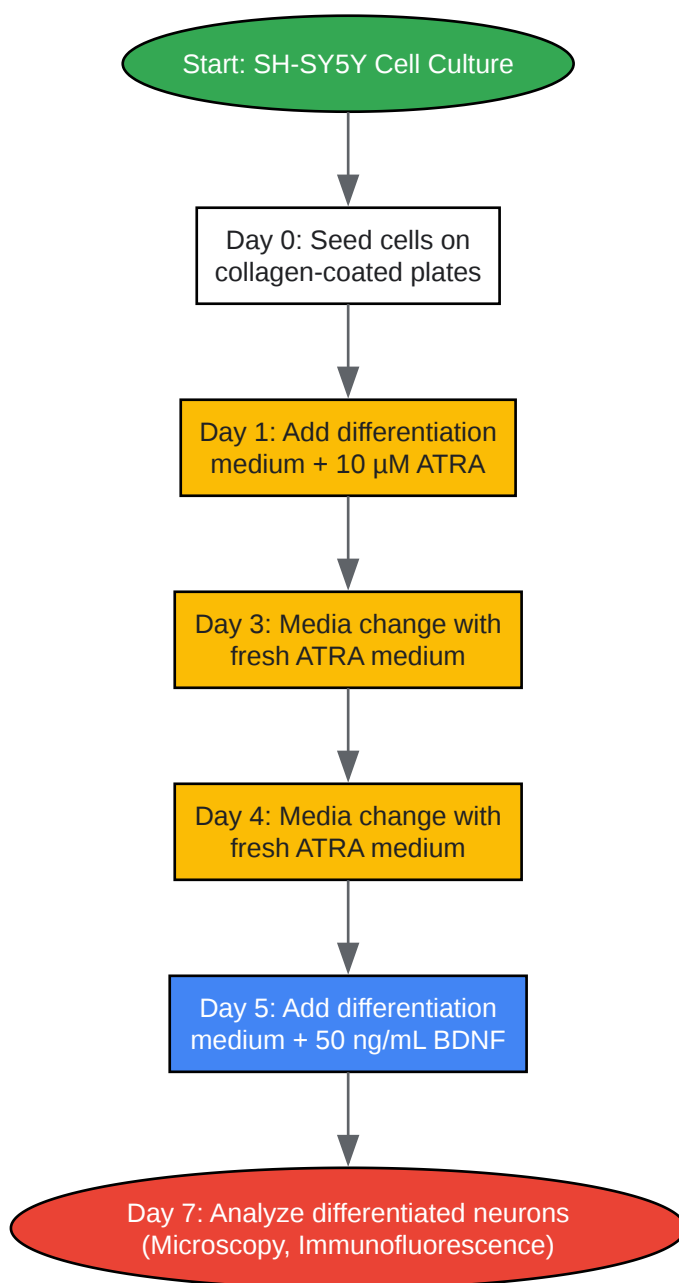 Start: SH-SY5Y Cell Culture
Day 0: Seed cells on
collagen-coated plates
Day 1: Add differentiation
medium + 10 µM ATRA
Day 3: Media change with
fresh ATRA medium
Day 4: Media change with
fresh ATRA medium
Day 5: Add differentiation
medium + 50 ng/mL BDNF
Day 7: Analyze differentiated neurons
(Microscopy, Immunofluorescence)